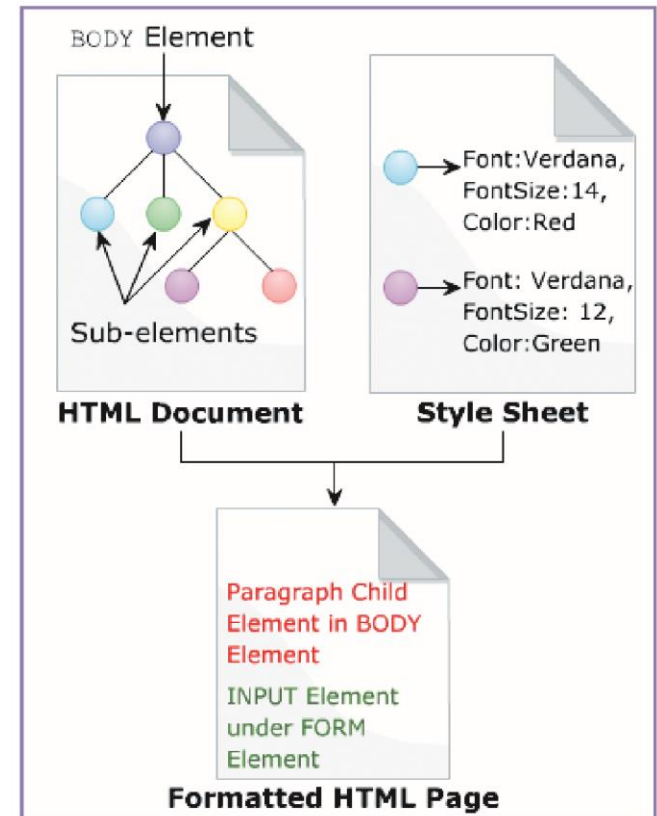 BODY Element
Sub-elements
HTML Document
Font:Verdana,
FontSize:14,
Color:Red
Font: Verdana,
FontSize: 12,
Color:Green
Style Sheet
Paragraph Child
Element in BODY
Element
INPUT Element
under FORM
Element
Formatted HTML Page